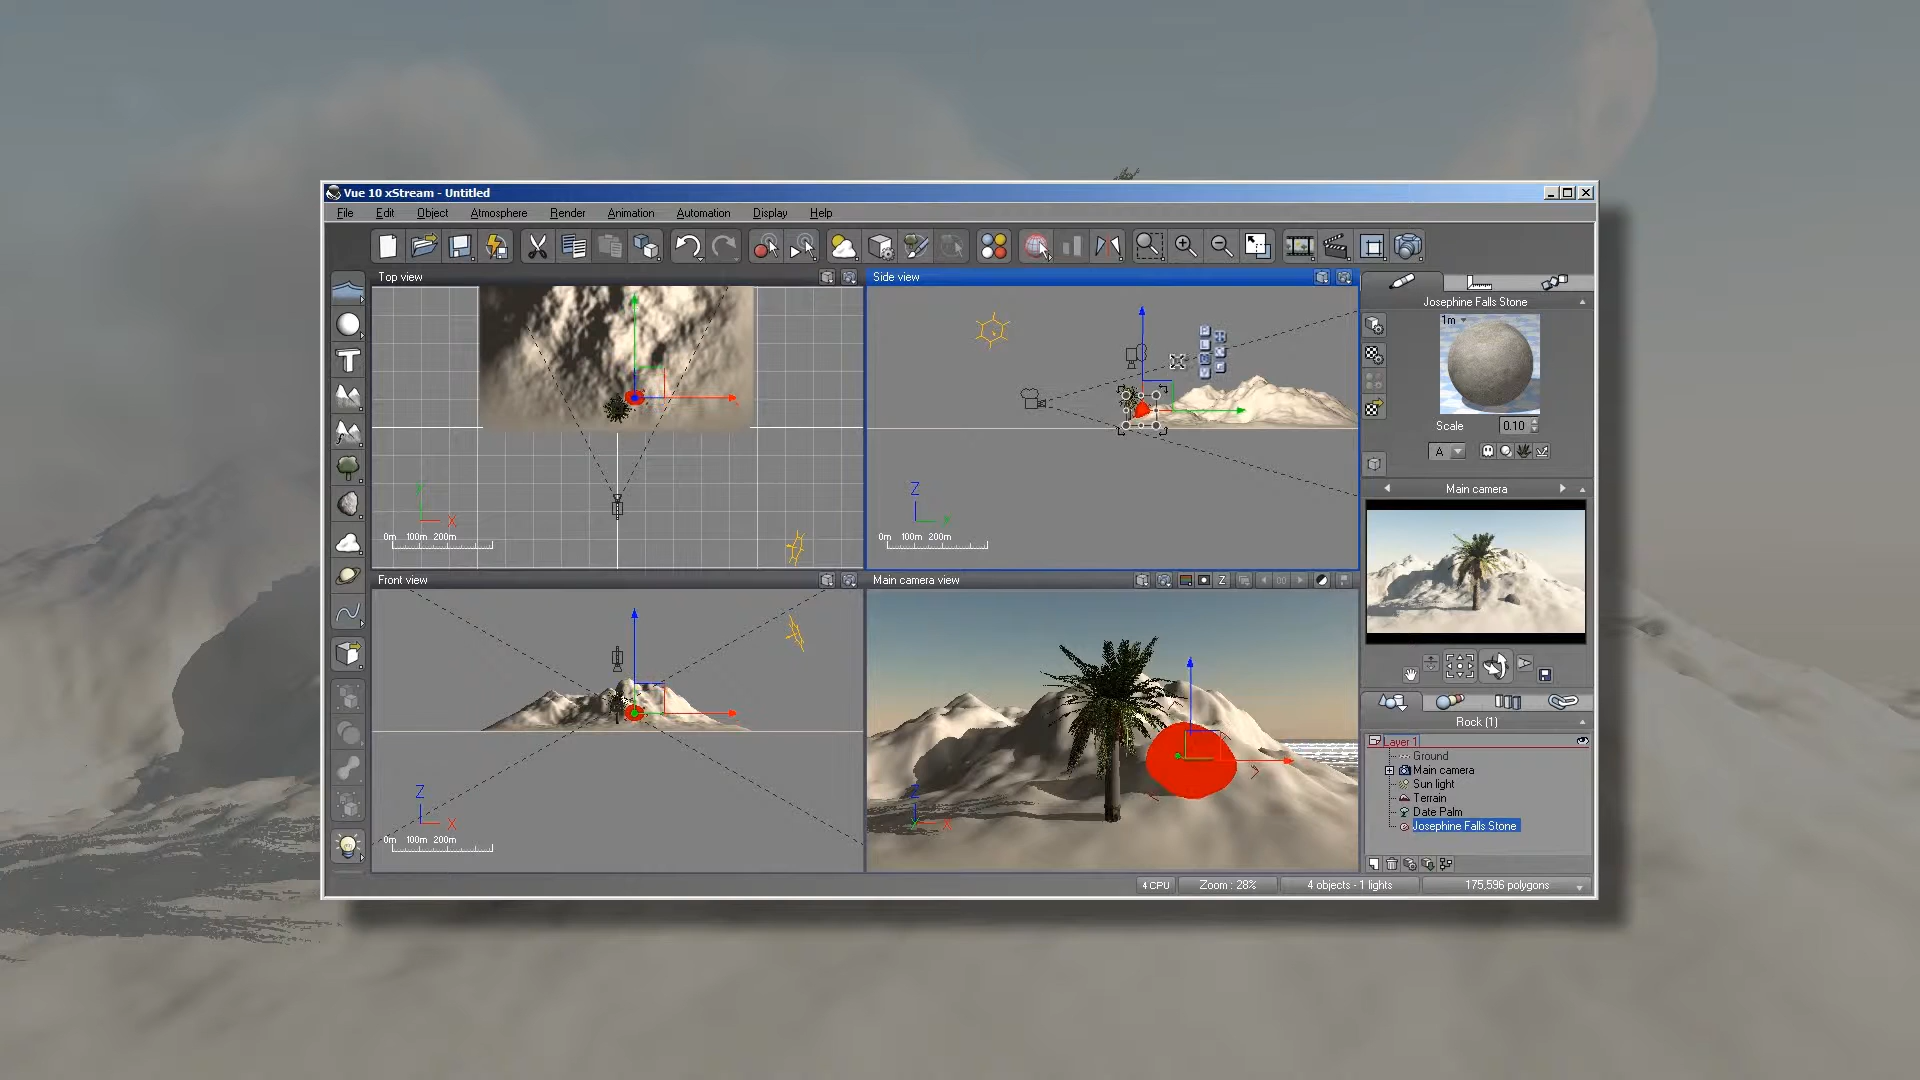 Vue 10 xStream - Untitled
File Edit Object Atmosphere Render Animation Automation Display Help
Top view
Side view
Josephine Falls Stone
1m
Scale 0.10
A
Main camera
Z
X
0m 100m 200m
0m 100m 200m
Front view
Main camera view
Z
Rock (1)
Layer 1
Ground
Main camera
Sun light
Terrain
Date Palm
Josephine Falls Stone
Z
X
Z
X
0m 100m 200m
4 CPU
Zoom : 28%
4 objects - 1 lights
175,596 polygons